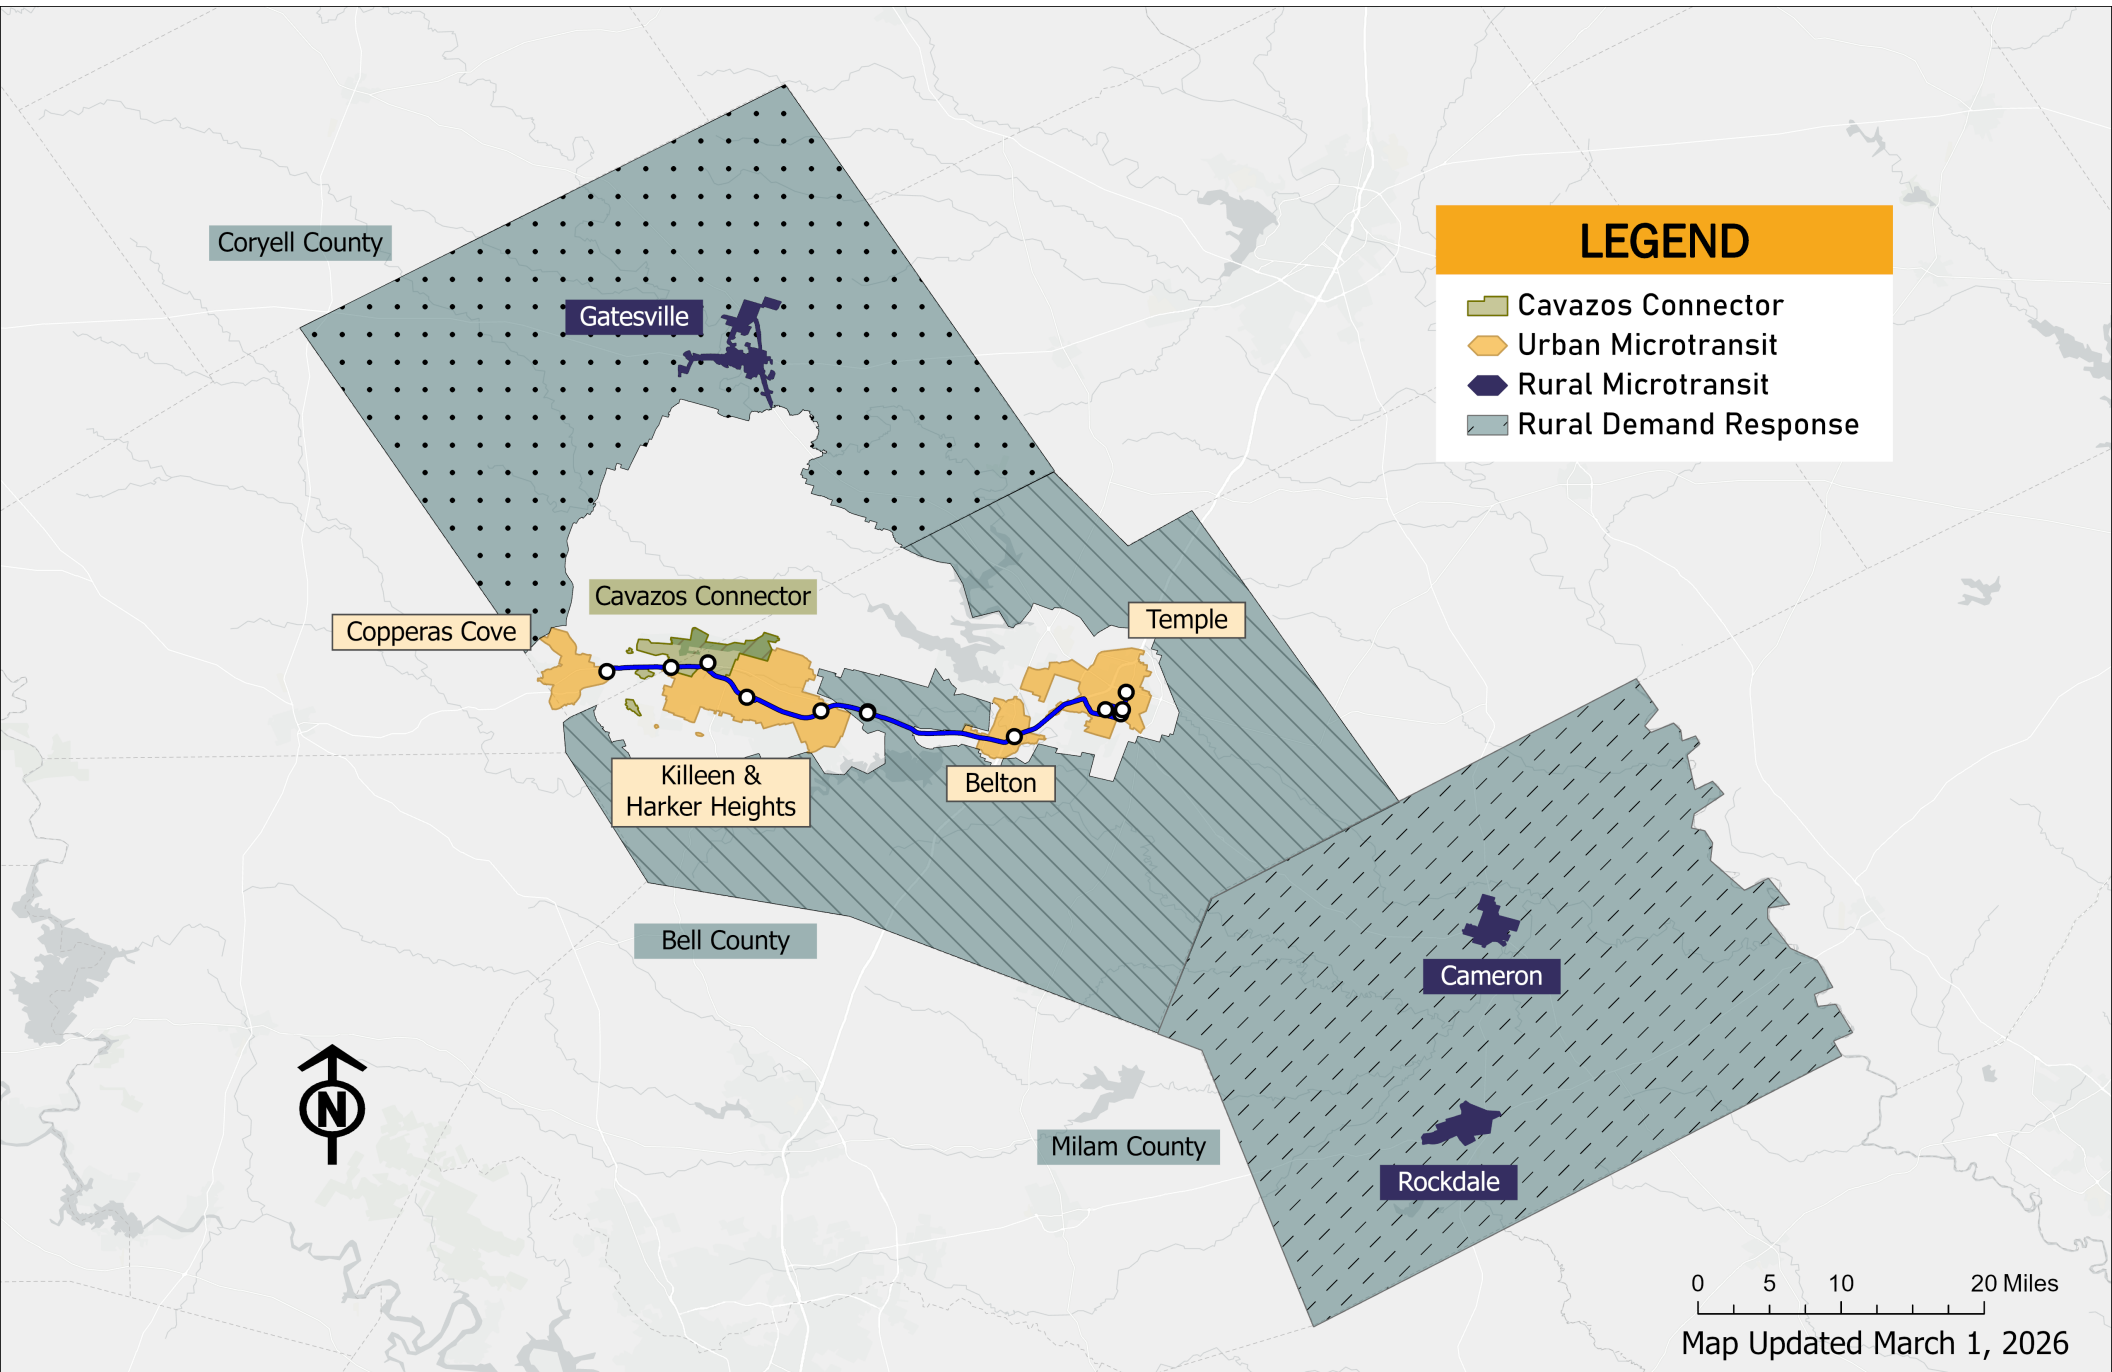 Coryell County
LEGEND
Cavazos Connector
Urban Microtransit
Rural Microtransit
Rural Demand Response
Gatesville
Cavazos Connector
Copperas Cove
Temple
Killeen &
Harker Heights
Belton
Bell County
Cameron
N
Milam County
Rockdale
0 5 10 20 Miles
Map Updated March 1, 2026